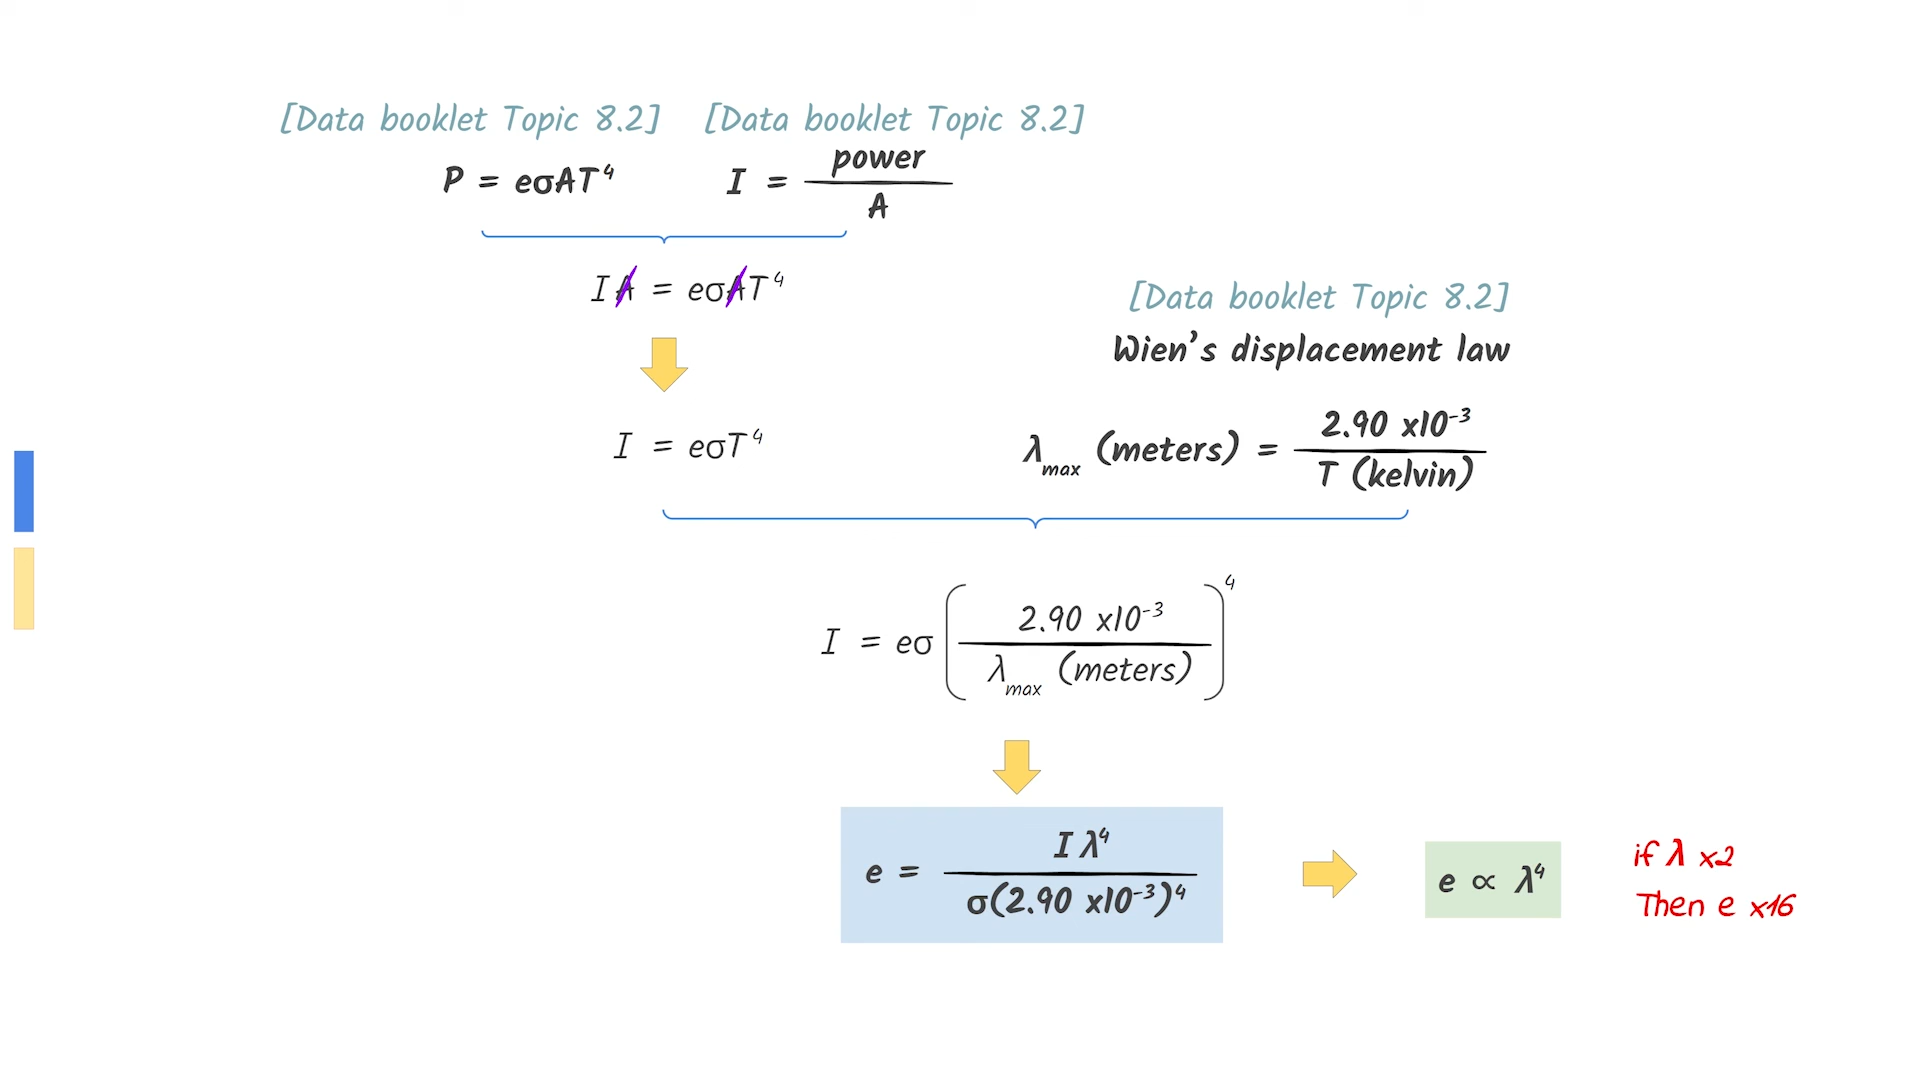 [Data booklet Topic 8.2] [Data booklet Topic 8.2]
P = eσAT⁴
I = power / A
IA = eσAT⁴
[Data booklet Topic 8.2]
Wien's displacement law
I = eσT⁴
λmax (meters) = 2.90 x10⁻³ / T (kelvin)
I = eσ [2.90 x10⁻³ / λmax (meters)]⁴
e = I λ⁴ / σ(2.90 x10⁻³)⁴
e ∝ λ⁴
if λ x2
Then e x16